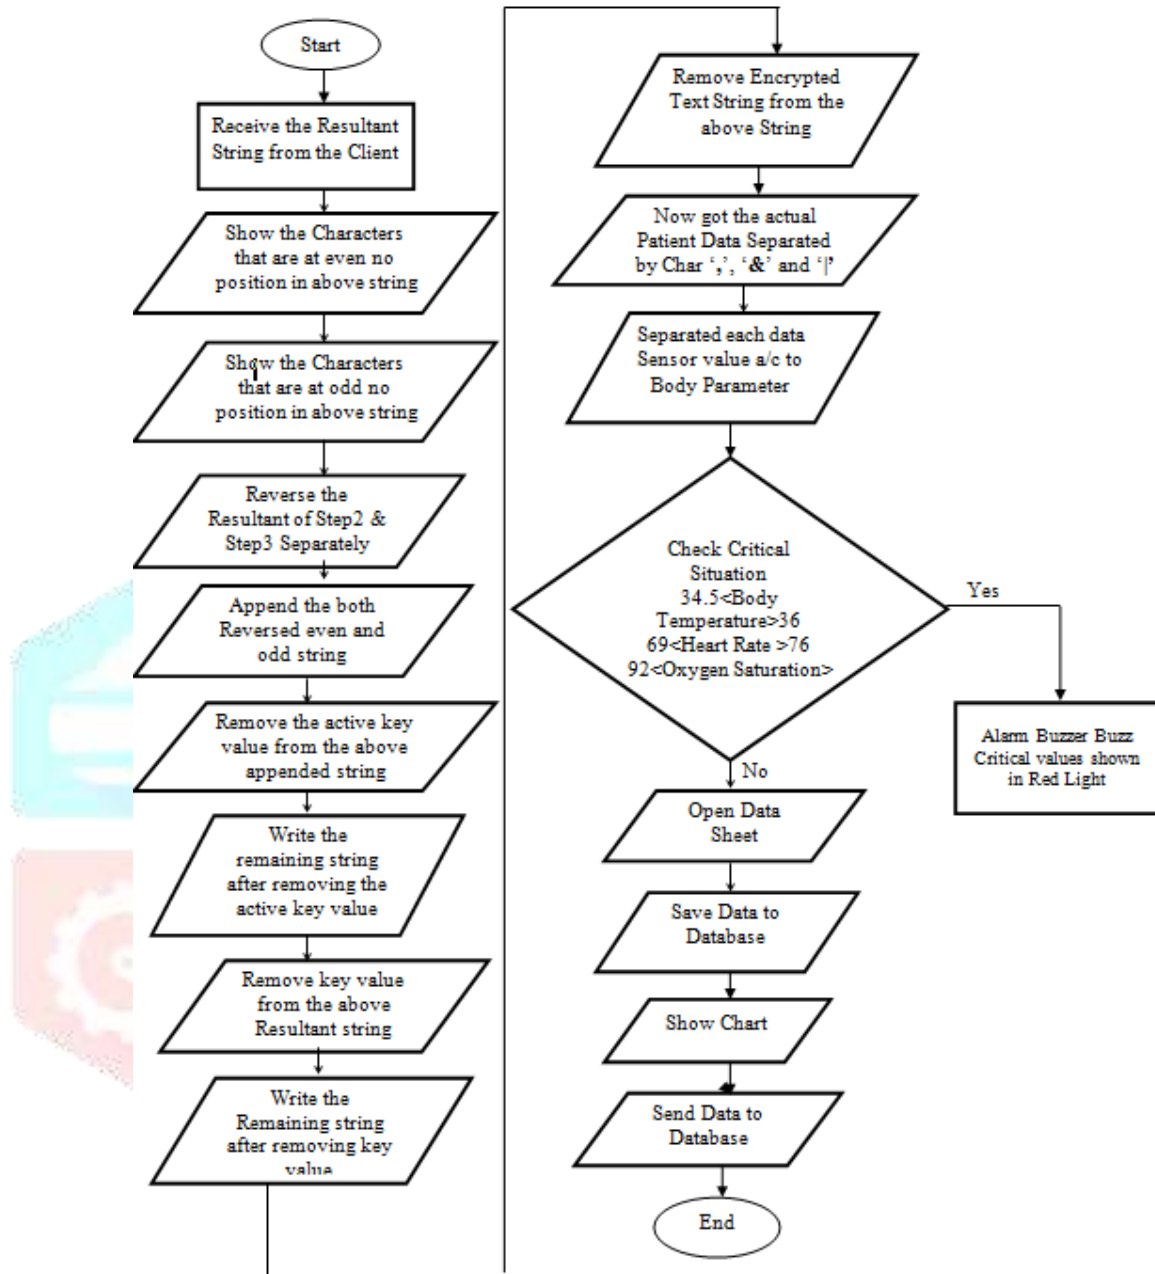 Start
Receive the Resultant
String from the Client
Show the Characters
that are at even no
position in above string
Show the Characters
that are at odd no
position in above string
Reverse the
Resultant of Step2 &
Step3 Separately
Append the both
Reversed even and
odd string
Remove the active key
value from the above
appended string
Write the
remaining string
after removing the
active key value
Remove key value
from the above
Resultant string
Write the
Remaining string
after removing key
value
Remove Encrypted
Text String from the
above String
Now got the actual
Patient Data Separated
by Char ‘,’, ‘&’ and ‘|’
Separated each data
Sensor value a/c to
Body Parameter
Check Critical
Situation
34.5<Body
Temperature>36
69<Heart Rate >76
92<Oxygen Saturation>
Yes
Alarm Buzzer Buzz
Critical values shown
in Red Light
No
Open Data
Sheet
Save Data to
Database
Show Chart
Send Data to
Database
End